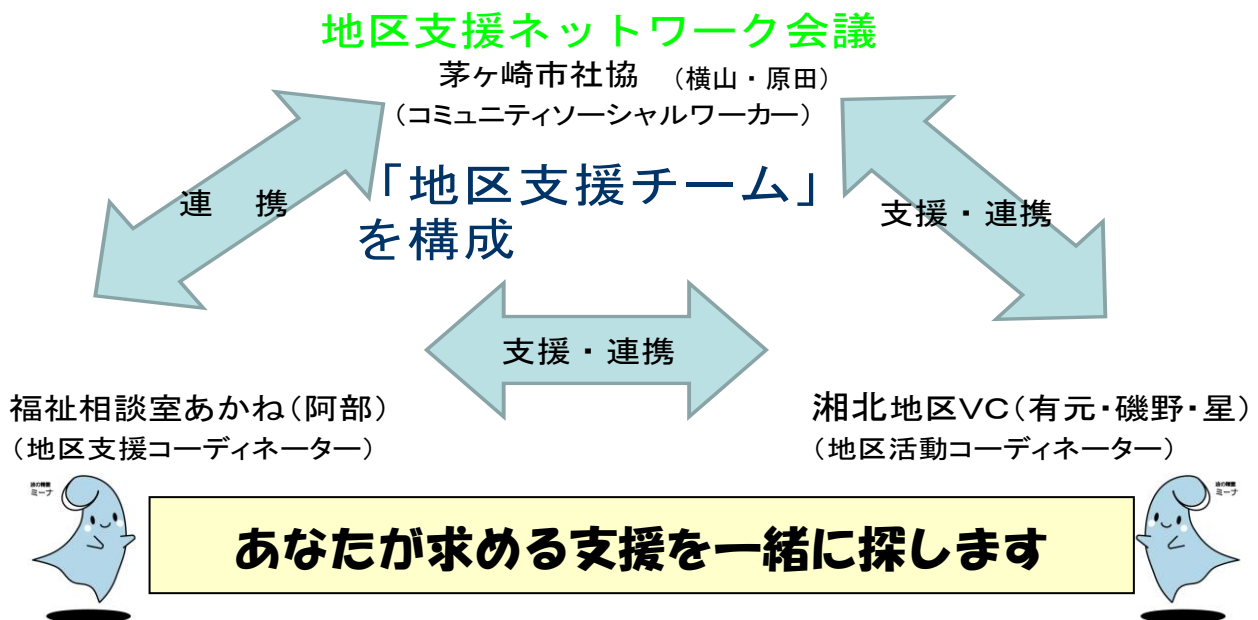 地区支援ネットワーク会議
茅ヶ崎市社協 （横山・原田）
（コミュニティソーシャルワーカー）
連 携
「地区支援チーム」
を構成
支援・連携
支援・連携
福祉相談室あかね（阿部）
（地区支援コーディネーター）
湘北地区VC（有元・磯野・星）
（地区活動コーディネーター）
ミーナ
あなたが求める支援を一緒に探します
ミーナ